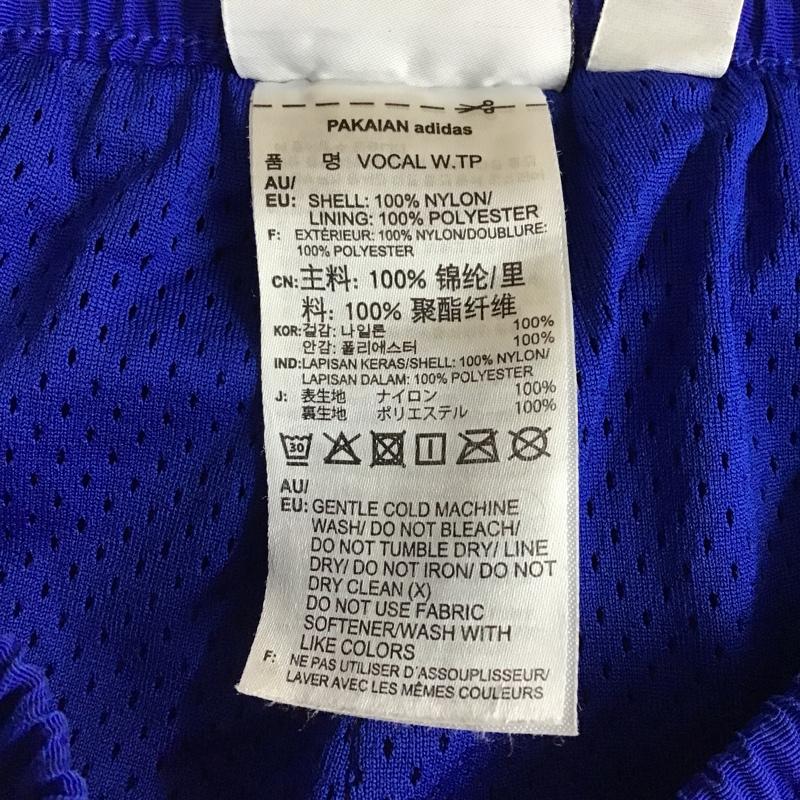 PAKAIAN adidas
품 명 VOCAL W.TP
AU/
EU: SHELL: 100% NYLON/
LINING: 100% POLYESTER
F: EXTÉRIEUR: 100% NYLON/DOUBLURE:
100% POLYESTER
CN:主料: 100% 锦纶/里
料: 100% 聚酯纤维
KOR:겉감: 나일론 100%
안감: 폴리에스터 100%
IND:LAPISAN KERAS/SHELL: 100% NYLON/
LAPISAN DALAM: 100% POLYESTER
J: 表生地 ナイロン 100%
裏生地 ポリエステル 100%
30
AU/
EU: GENTLE COLD MACHINE
WASH/ DO NOT BLEACH/
DO NOT TUMBLE DRY/ LINE
DRY/ DO NOT IRON/ DO NOT
DRY CLEAN (X)
DO NOT USE FABRIC
SOFTENER/WASH WITH
LIKE COLORS
F: NE PAS UTILISER D'ASSOUPLISSEUR/
LAVER AVEC LES MÊMES COULEURS